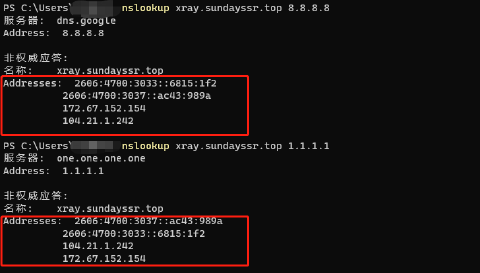 PS C:\Users\ nslookup xray.sundayssr.top 8.8.8.8
服务器:  dns.google
Address:  8.8.8.8
非权威应答:
名称:    xray.sundayssr.top
Addresses:  2606:4700:3033::6815:1f2
2606:4700:3037::ac43:989a
172.67.152.154
104.21.1.242
PS C:\Users\ nslookup xray.sundayssr.top 1.1.1.1
服务器:  one.one.one.one
Address:  1.1.1.1
非权威应答:
名称:    xray.sundayssr.top
Addresses:  2606:4700:3037::ac43:989a
2606:4700:3033::6815:1f2
104.21.1.242
172.67.152.154